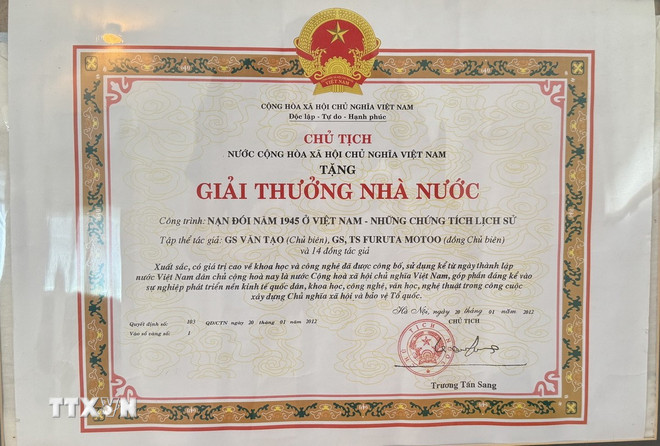 CỘNG HÒA XÃ HỘI CHỦ NGHĨA VIỆT NAM
Độc lập - Tự do - Hạnh phúc
CHỦ TỊCH
NƯỚC CỘNG HÒA XÃ HỘI CHỦ NGHĨA VIỆT NAM
TẶNG
GIẢI THƯỞNG NHÀ NƯỚC
Công trình: NẠN ĐÓI NĂM 1945 Ở VIỆT NAM - NHỮNG CHỨNG TÍCH LỊCH SỬ
Tập thể tác giả: GS VĂN TẠO (Chủ biên), GS, TS FURUTA MOTOO (đồng Chủ biên)
và 14 đồng tác giả
Xuất sắc, có giá trị cao về khoa học và công nghệ đã được công bố, sử dụng kể từ ngày thành lập
nước Việt Nam dân chủ cộng hoà nay là nước Cộng hoà xã hội chủ nghĩa Việt Nam, góp phần đáng kể vào
sự nghiệp phát triển nền kinh tế quốc dân, khoa học, công nghệ, văn học, nghệ thuật trong công cuộc
xây dựng Chủ nghĩa xã hội và bảo vệ Tổ quốc.
Hà Nội, ngày 30 tháng 01 năm 2012
Quyết định số: 103 QĐ/CTN ngày 20 tháng 01 2012
CHỦ TỊCH
Vào sổ vàng số: 1
Trương Tấn Sang
TTXVN